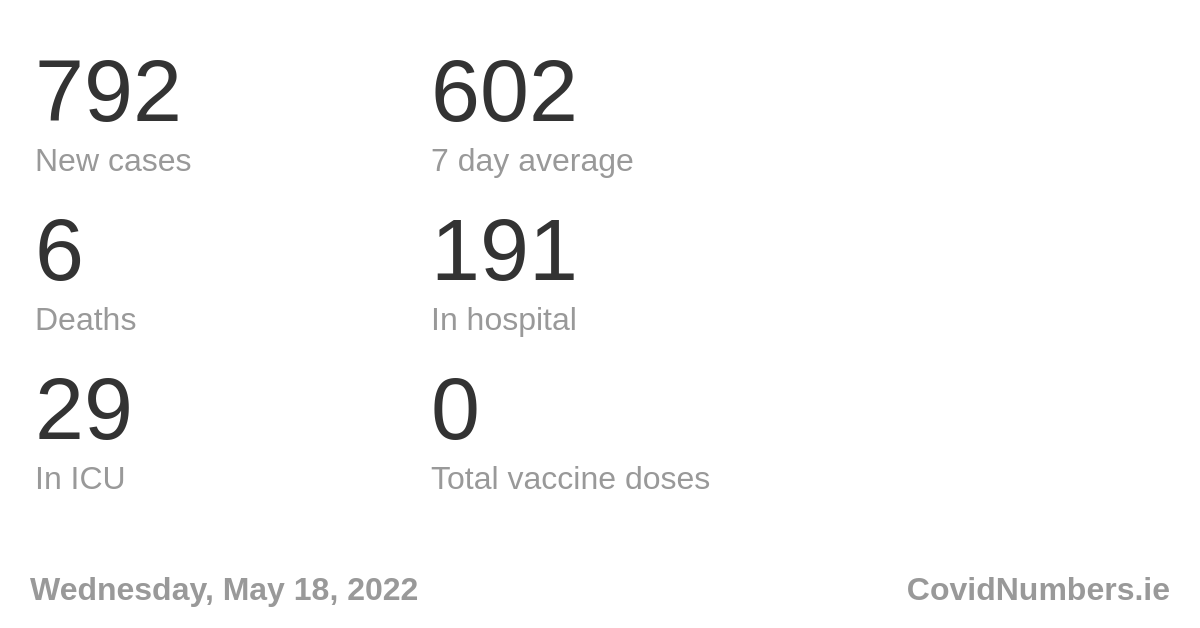 792
New cases
602
7 day average
6
Deaths
191
In hospital
29
In ICU
0
Total vaccine doses
Wednesday, May 18, 2022
CovidNumbers.ie